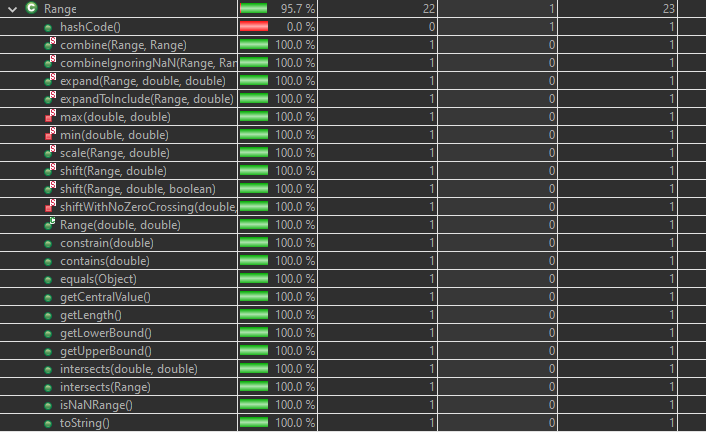 C Range 95.7 % 22 1 23
hashCode() 0.0 % 0 1 1
S combine(Range, Range) 100.0 % 1 0 1
S combineIgnoringNaN(Range, Ran 100.0 % 1 0 1
S expand(Range, double, double) 100.0 % 1 0 1
S expandToInclude(Range, double) 100.0 % 1 0 1
S max(double, double) 100.0 % 1 0 1
S min(double, double) 100.0 % 1 0 1
S scale(Range, double) 100.0 % 1 0 1
S shift(Range, double) 100.0 % 1 0 1
S shift(Range, double, boolean) 100.0 % 1 0 1
S shiftWithNoZeroCrossing(double, 100.0 % 1 0 1
C Range(double, double) 100.0 % 1 0 1
constrain(double) 100.0 % 1 0 1
contains(double) 100.0 % 1 0 1
equals(Object) 100.0 % 1 0 1
getCentralValue() 100.0 % 1 0 1
getLength() 100.0 % 1 0 1
getLowerBound() 100.0 % 1 0 1
getUpperBound() 100.0 % 1 0 1
intersects(double, double) 100.0 % 1 0 1
intersects(Range) 100.0 % 1 0 1
isNaNRange() 100.0 % 1 0 1
toString() 100.0 % 1 0 1